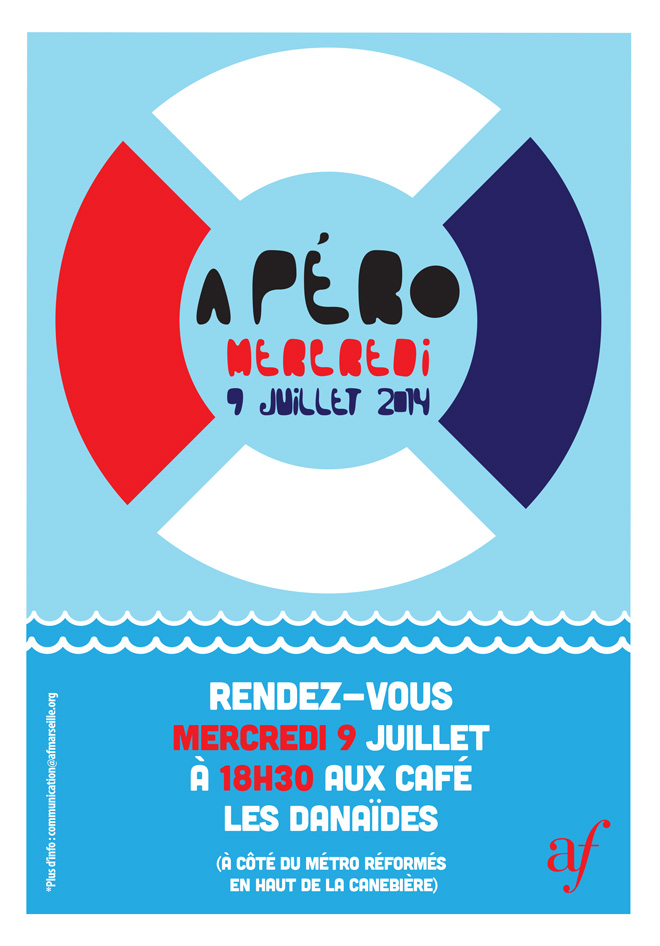 APÉRO
MERCREDI
9 JUILLET 2014
RENDEZ-VOUS
MERCREDI 9 JUILLET
À 18H30 AUX CAFÉ
LES DANAÏDES
(À CÔTÉ DU MÉTRO RÉFORMÉS
EN HAUT DE LA CANEBIÈRE)
*Plus d'info : communication@afmarseille.org
af